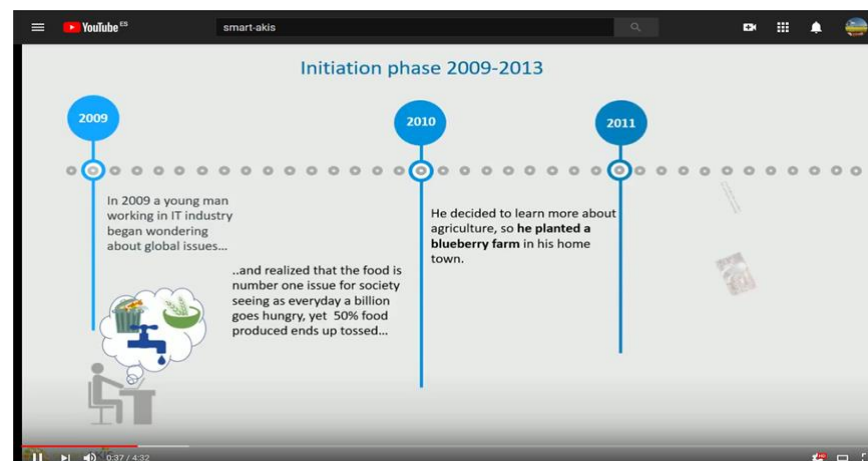 YouTube ES
smart-akis
Initiation phase 2009-2013
2009
2010
2011
In 2009 a young man
working in IT industry
began wondering
about global issues...
..and realized that the food is
number one issue for society
seeing as everyday a billion
goes hungry, yet 50% food
produced ends up tossed...
He decided to learn more about
agriculture, so he planted a
blueberry farm in his home
town.
0:37 / 4:32